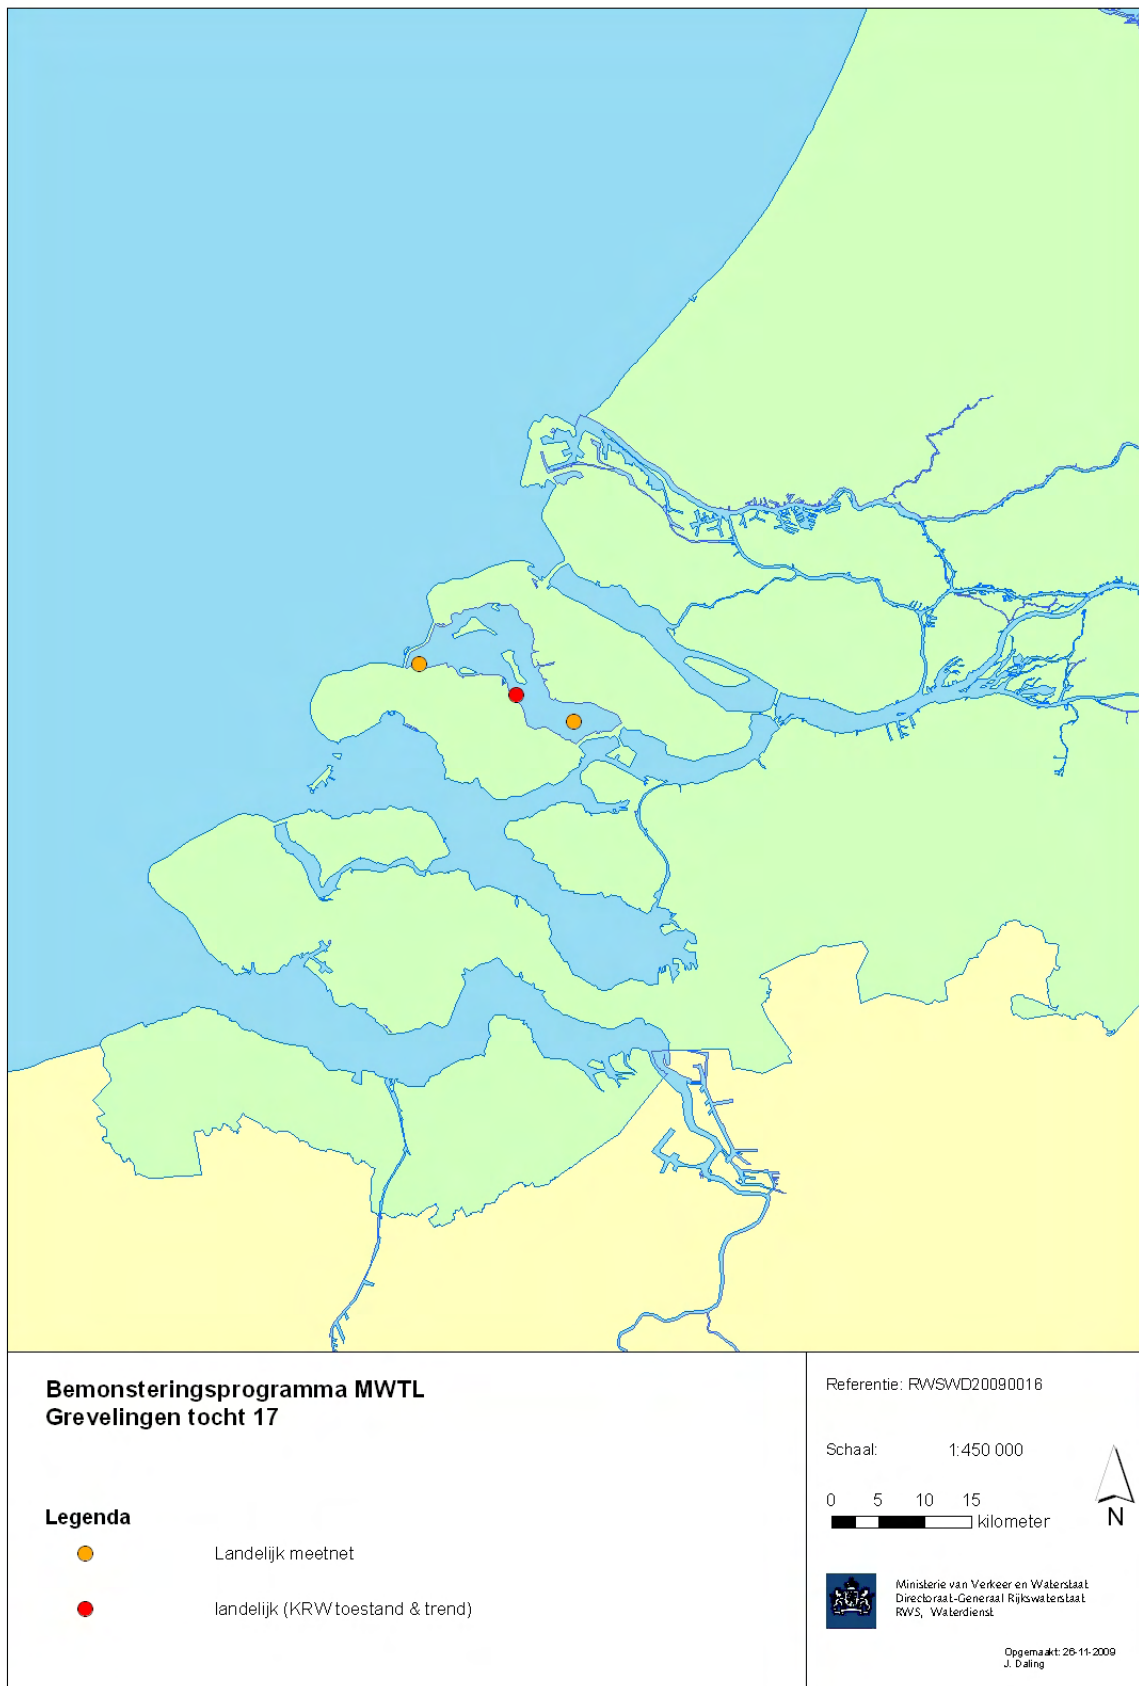 Bemonsteringsprogramma MWTL
Grevelingen tocht 17
Legenda
Landelijk meetnet
landelijk (KRW toestand & trend)
Referentie: RWSWD20090016
Schaal: 1:450 000
0 5 10 15
kilometer
N
Ministerie van Verkeer en Waterstaat
Directoraat-Generaal Rijkswaterstaat
RWS, Waterdienst
Opgemaakt: 26-11-2009
J. Daling